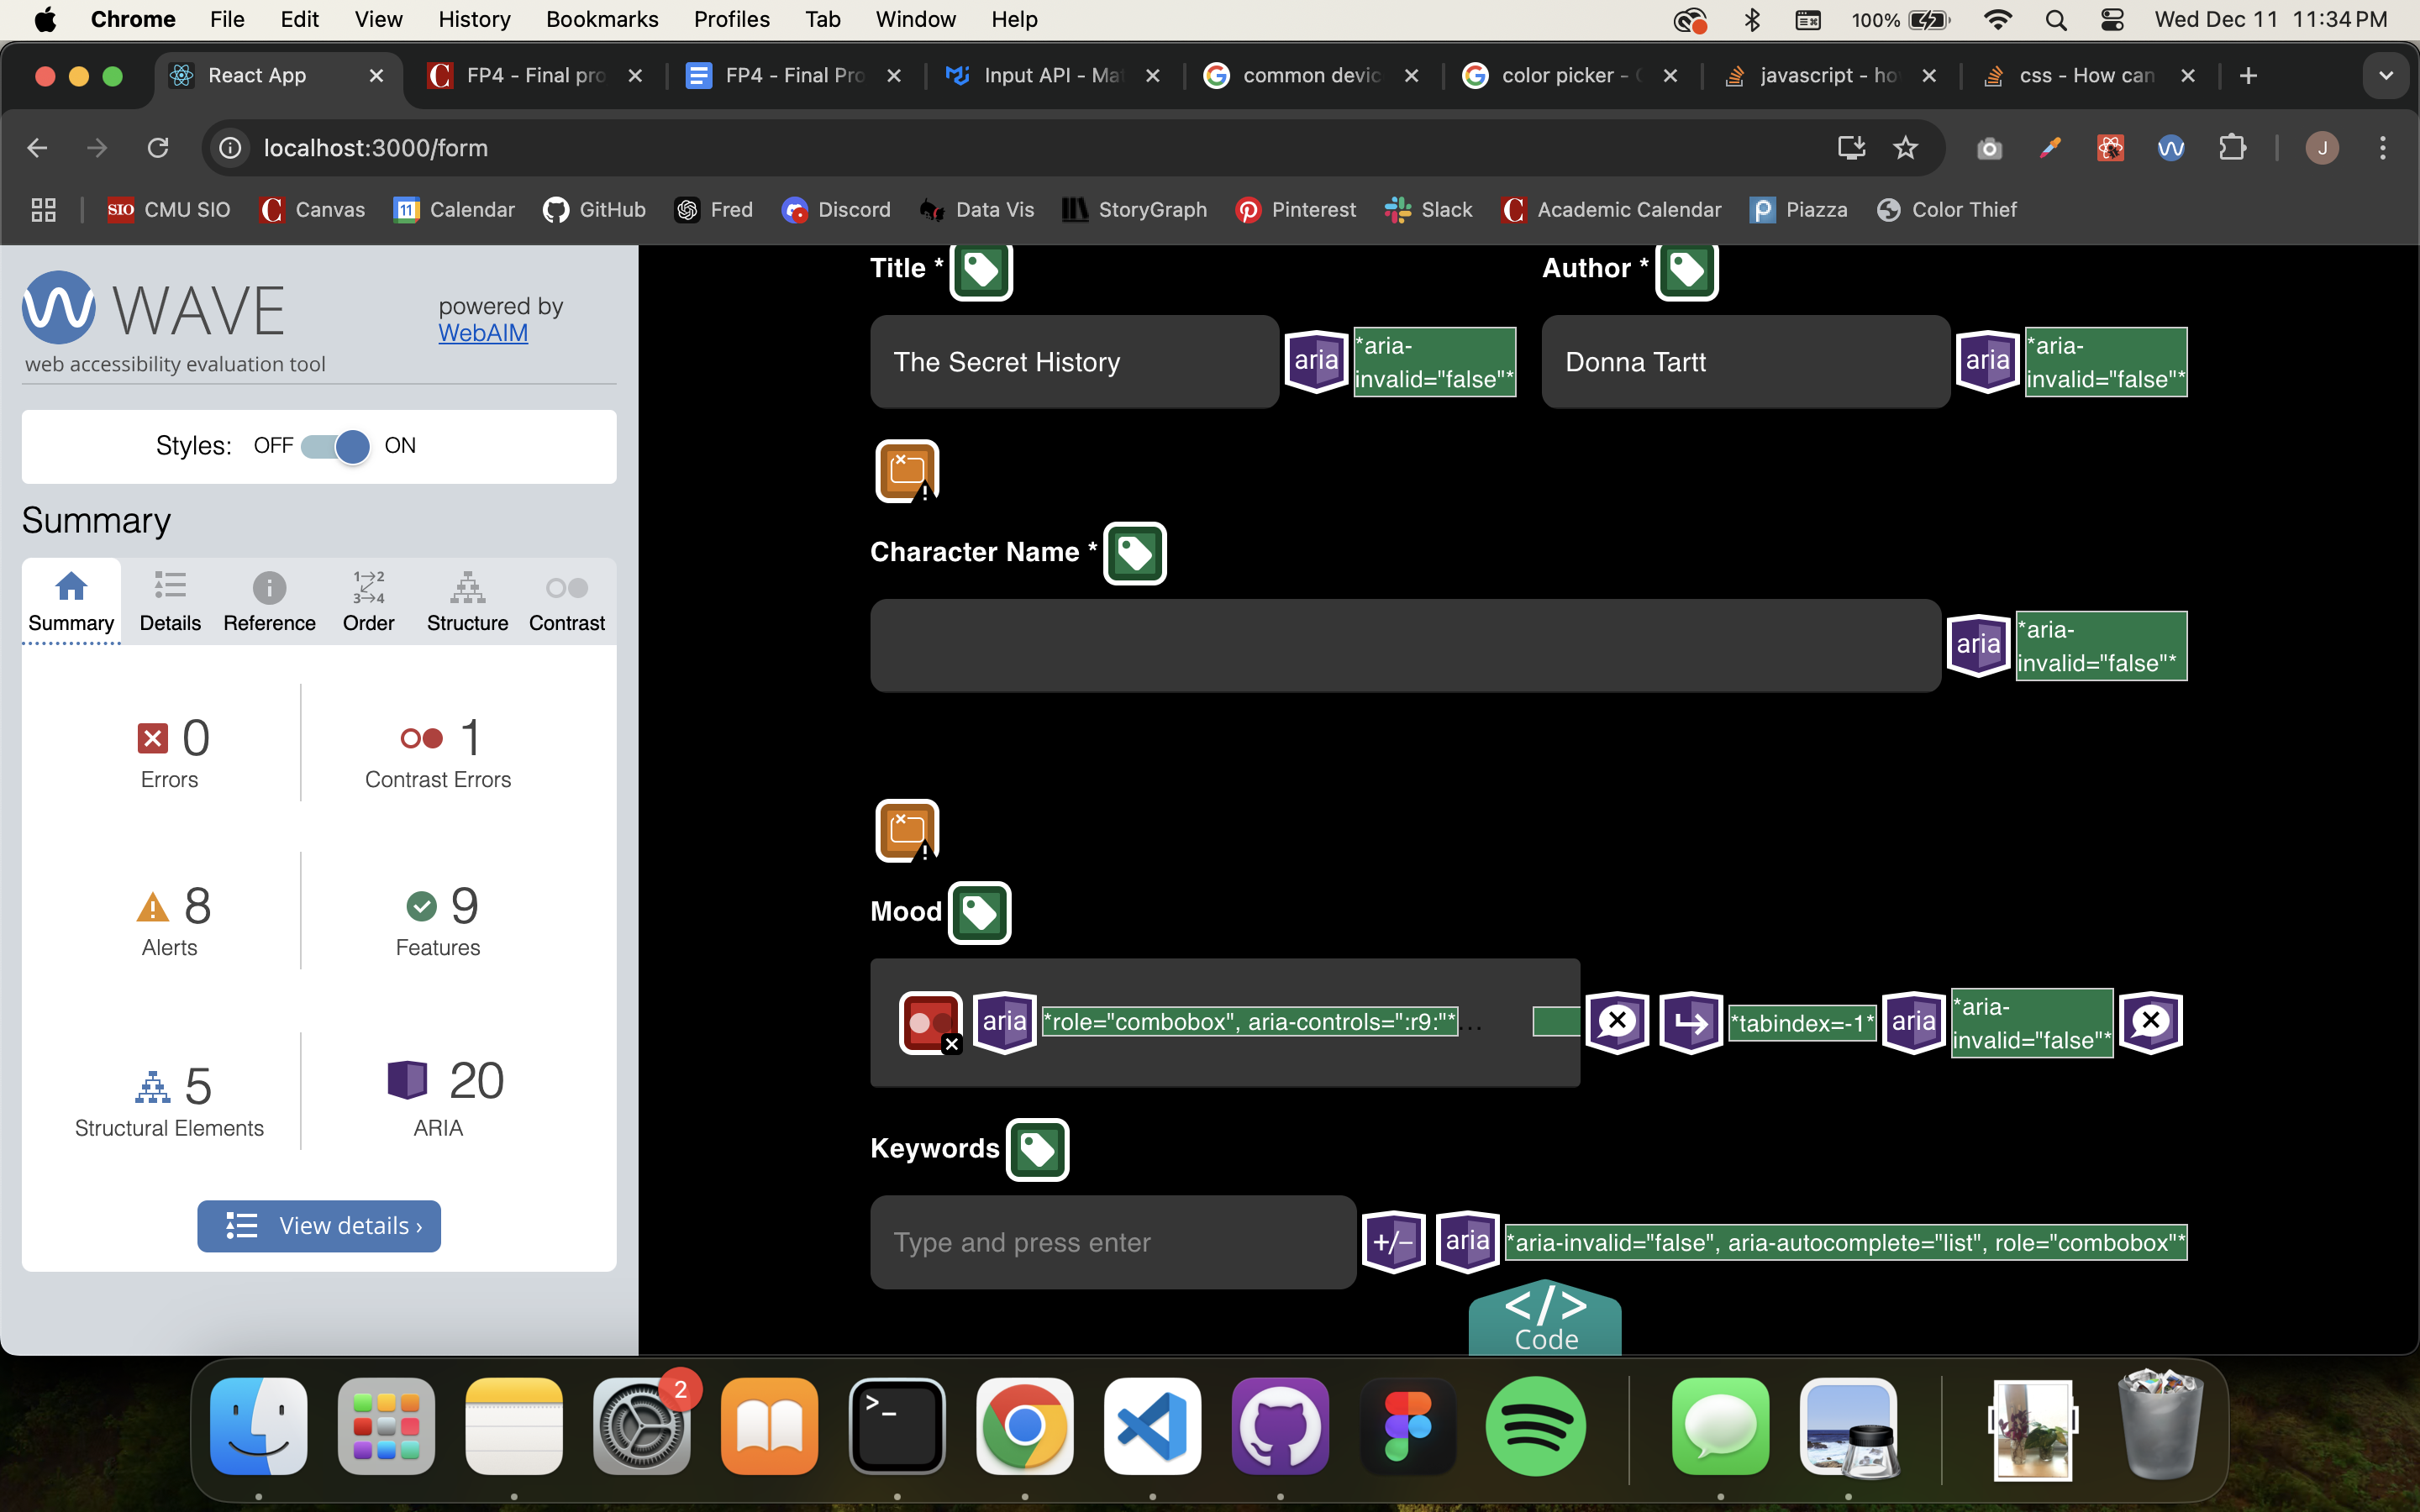 Chrome File Edit View History Bookmarks Profiles Tab Window Help 100% Wed Dec 11 11:34 PM
React App FP4 - Final pro FP4 - Final Pro Input API - Ma common devic color picker - javascript - ho css - How can
localhost:3000/form J
SIO CMU SIO Canvas 11 Calendar GitHub Fred Discord Data Vis StoryGraph Pinterest Slack Academic Calendar Piazza Color Thief
WAVE
powered by
WebAIM
web accessibility evaluation tool
Styles: OFF ON
Summary
1→2
3→4
Summary Details Reference Order Structure Contrast
0
Errors
1
Contrast Errors
8
Alerts
9
Features
5
Structural Elements
20
ARIA
View details ›
Title *
Author *
The Secret History
aria
*aria-
invalid="false"*
Donna Tartt
aria
*aria-
invalid="false"*
Character Name *
aria
*aria-
invalid="false"*
Mood
aria
*role="combobox", aria-controls=":r9:"*...
*tabindex=-1*
aria
*aria-
invalid="false"*
Keywords
Type and press enter
+/−
aria
*aria-invalid="false", aria-autocomplete="list", role="combobox"*
</>
Code
2